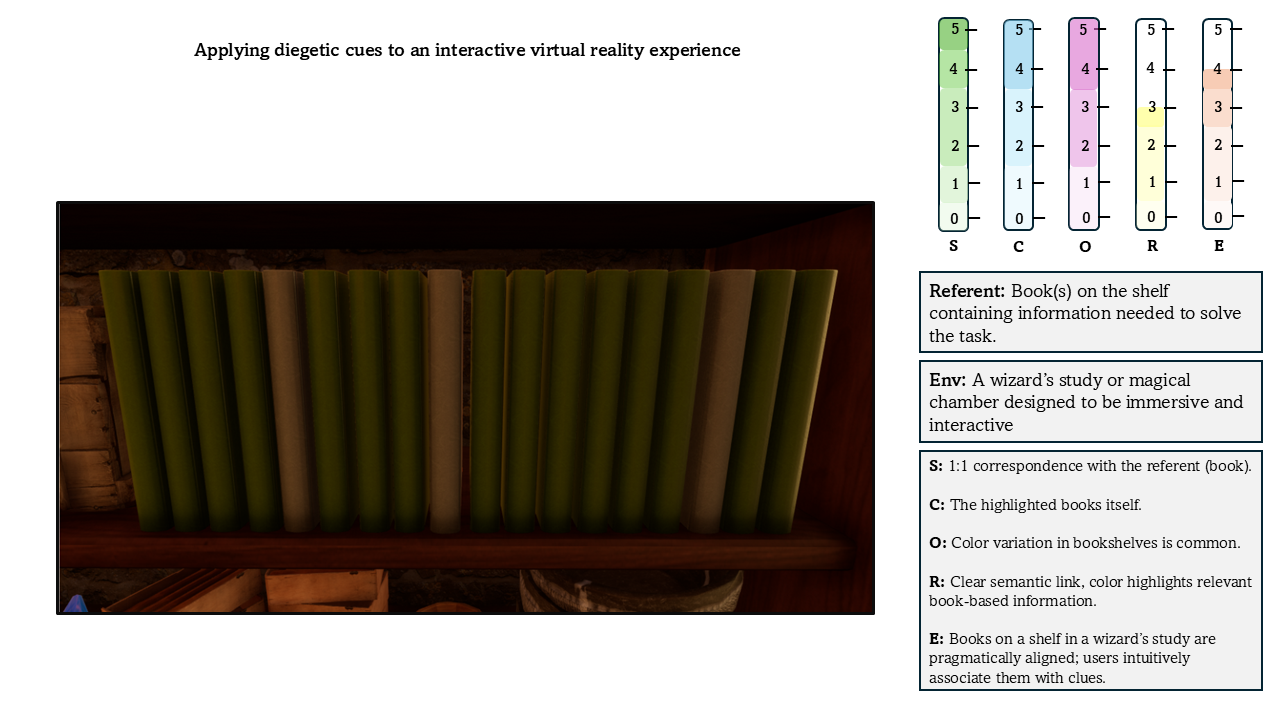 Applying diegetic cues to an interactive virtual reality experience
5 5 5 5 5
4 4 4 4 4
3 3 3 3 3
2 2 2 2 2
1 1 1 1 1
0 0 0 0 0
S C O R E
Referent: Book(s) on the shelf
containing information needed to solve
the task.
Env: A wizard’s study or magical
chamber designed to be immersive and
interactive
S: 1:1 correspondence with the referent (book).
C: The highlighted books itself.
O: Color variation in bookshelves is common.
R: Clear semantic link, color highlights relevant
book-based information.
E: Books on a shelf in a wizard’s study are
pragmatically aligned; users intuitively
associate them with clues.